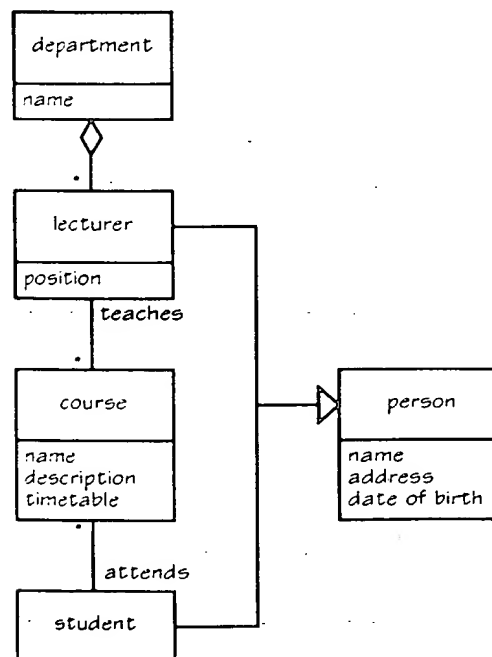 department
name
lecturer
position
teaches
course
name
description
timetable
attends
student
person
name
address
date of birth